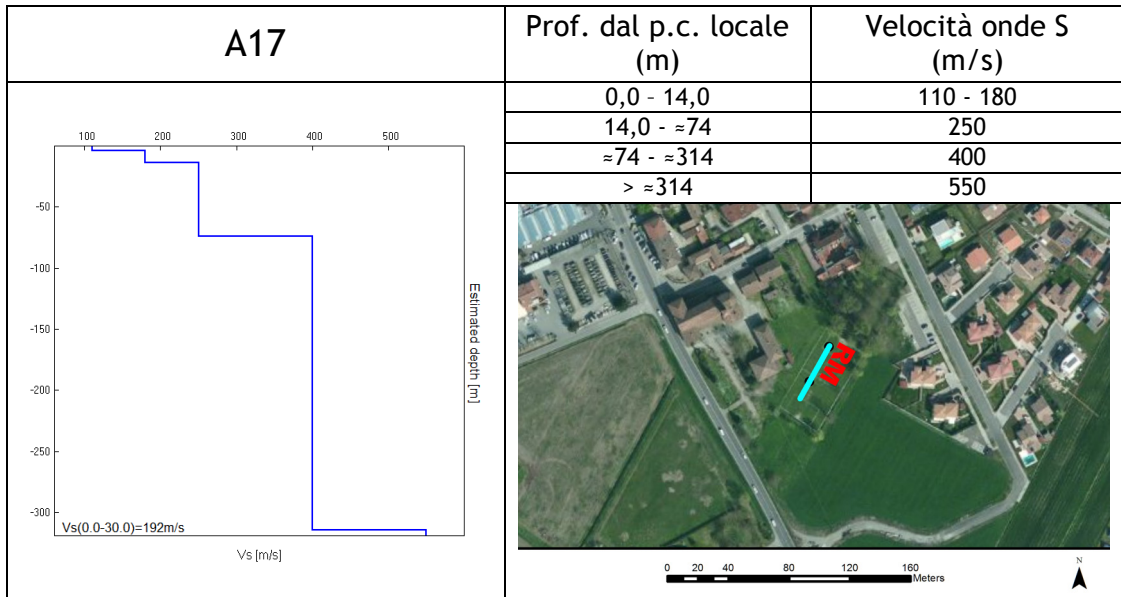 A17
Prof. dal p.c. locale
(m)
Velocità onde S
(m/s)
0,0 – 14,0
110 - 180
14,0 - ≈74
250
≈74 - ≈314
400
> ≈314
550
100 200 300 400 500
-50
-100
-150
-200
-250
-300
Estimated depth [m]
Vs(0.0-30.0)=192m/s
Vs [m/s]
RM
0 20 40 80 120 160
Meters
N